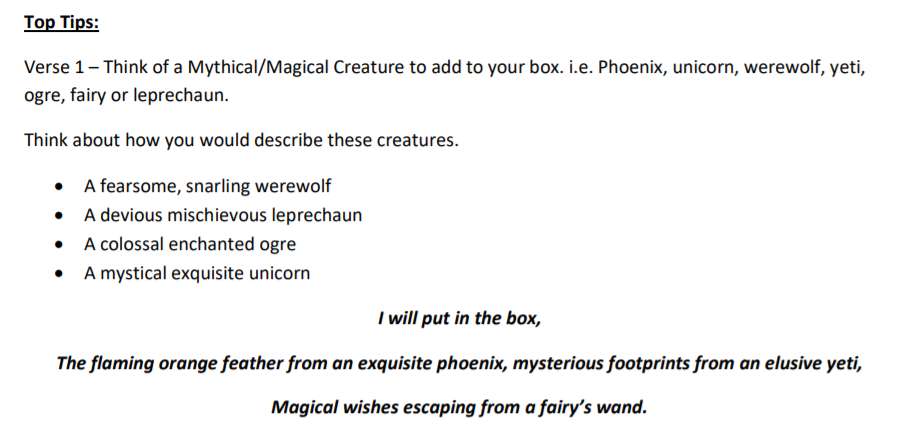 Top Tips:
Verse 1 – Think of a Mythical/Magical Creature to add to your box. i.e. Phoenix, unicorn, werewolf, yeti,
ogre, fairy or leprechaun.
Think about how you would describe these creatures.
• A fearsome, snarling werewolf
• A devious mischievous leprechaun
• A colossal enchanted ogre
• A mystical exquisite unicorn
I will put in the box,
The flaming orange feather from an exquisite phoenix, mysterious footprints from an elusive yeti,
Magical wishes escaping from a fairy’s wand.